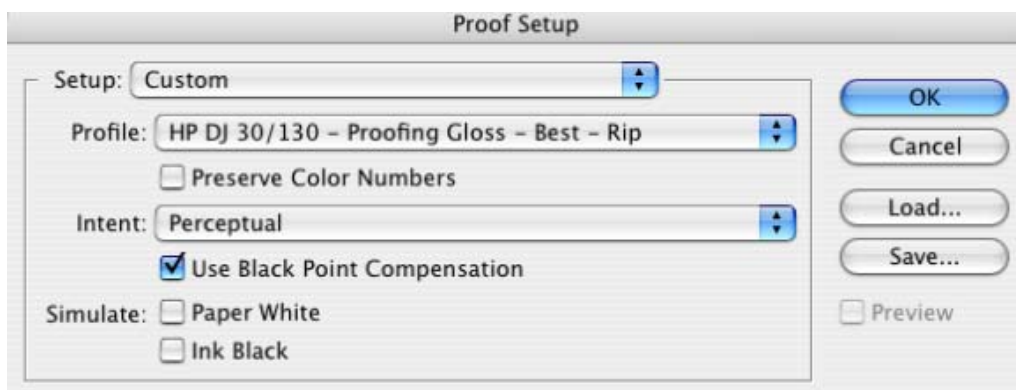 Proof Setup
Setup: Custom
Profile: HP DJ 30/130 – Proofing Gloss – Best – Rip
Preserve Color Numbers
Intent: Perceptual
Use Black Point Compensation
Simulate: Paper White
Ink Black
OK
Cancel
Load...
Save...
Preview